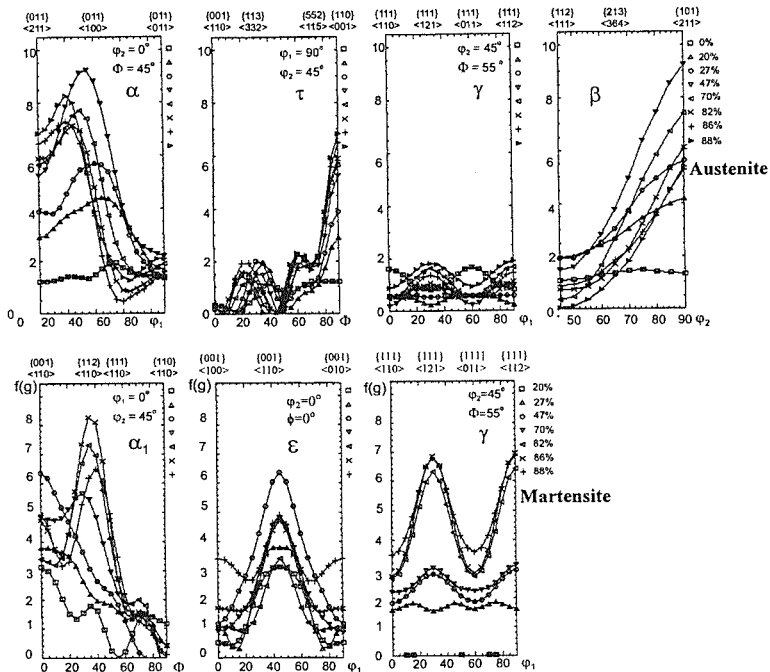 {011} {011} {011}
<211> <100> <011>
φ2 = 0°
Φ = 45°
α
10
8
6
4
2
0
0 20 40 60 80 φ1
{001} {113} {552} {110}
<110> <332> <115> <001>
φ1 = 90°
φ2 = 45°
τ
10
8
6
4
2
0
0 20 40 60 80 Φ
{111} {111} {111} {111}
<110> <121> <011> <112>
φ2 = 45°
Φ = 55°
γ
10
8
6
4
2
0
0 20 40 60 80 φ1
{112} {213} {101}
<111> <364> <211>
β
10
8
6
4
2
0
50 60 70 80 90 φ2
0%
20%
27%
47%
70%
82%
86%
88%
Austenite
{001} {112} {111} {110}
<110> <110> <110> <110>
f(g)
φ1 = 0°
φ2 = 45°
α1
8
7
6
5
4
3
2
1
0
0 20 40 60 80 Φ
{001} {001} {001}
<100> <110> <010>
f(g)
φ2=0°
ϕ=0°
ε
8
7
6
5
4
3
2
1
0
0 20 40 60 80 φ1
{111} {111} {111} {111}
<110> <121> <011> <112>
f(g)
φ2=45°
Φ=55°
γ
8
7
6
5
4
3
2
1
0
0 20 40 60 80 φ1
20%
27%
47%
70%
82%
86%
88%
Martensite